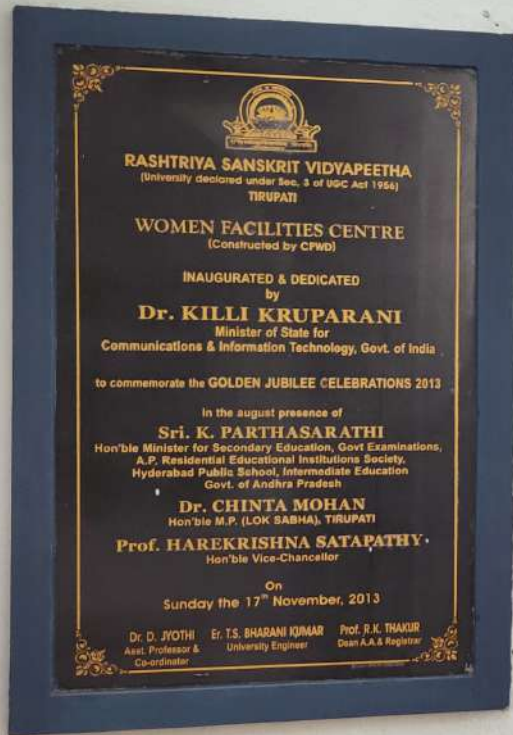 RASHTRIYA SANSKRIT VIDYAPEETHA
(University declared under Sec. 3 of UGC Act 1956)
TIRUPATI
WOMEN FACILITIES CENTRE
(Constructed by CPWD)
INAUGURATED & DEDICATED
by
Dr. KILLI KRUPARANI
Minister of State for
Communications & Information Technology, Govt. of India
to commemorate the GOLDEN JUBILEE CELEBRATIONS 2013
In the august presence of
Sri. K. PARTHASARATHI
Hon'ble Minister for Secondary Education, Govt Examinations,
A.P. Residential Educational Institutions Society,
Hyderabad Public School, Intermediate Education
Govt. of Andhra Pradesh
Dr. CHINTA MOHAN
Hon'ble M.P. (LOK SABHA), TIRUPATI
Prof. HAREKRISHNA SATAPATHY
Hon'ble Vice-Chancellor
On
Sunday the 17th November, 2013
Dr. D. JYOTHI
Asst. Professor &
Co-ordinator
Er. T.S. BHARANI KUMAR
University Engineer
Prof. R.K. THAKUR
Dean A.A & Registrar